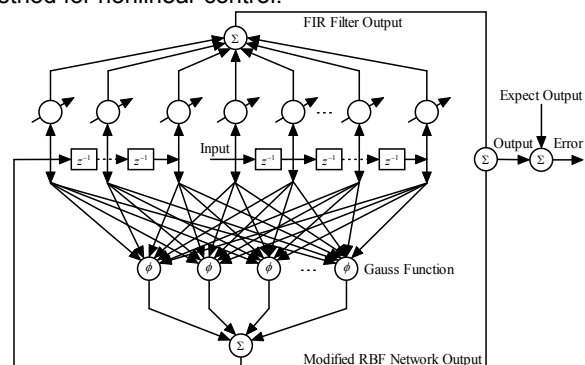 ethod for nonlinear control.
FIR Filter Output
Σ
Expect Output
Input
z⁻¹ z⁻¹ z⁻¹ z⁻¹ z⁻¹
Output
Error
Σ Σ
ϕ ϕ ϕ ϕ
Gauss Function
Σ
Modified RBF Network Output